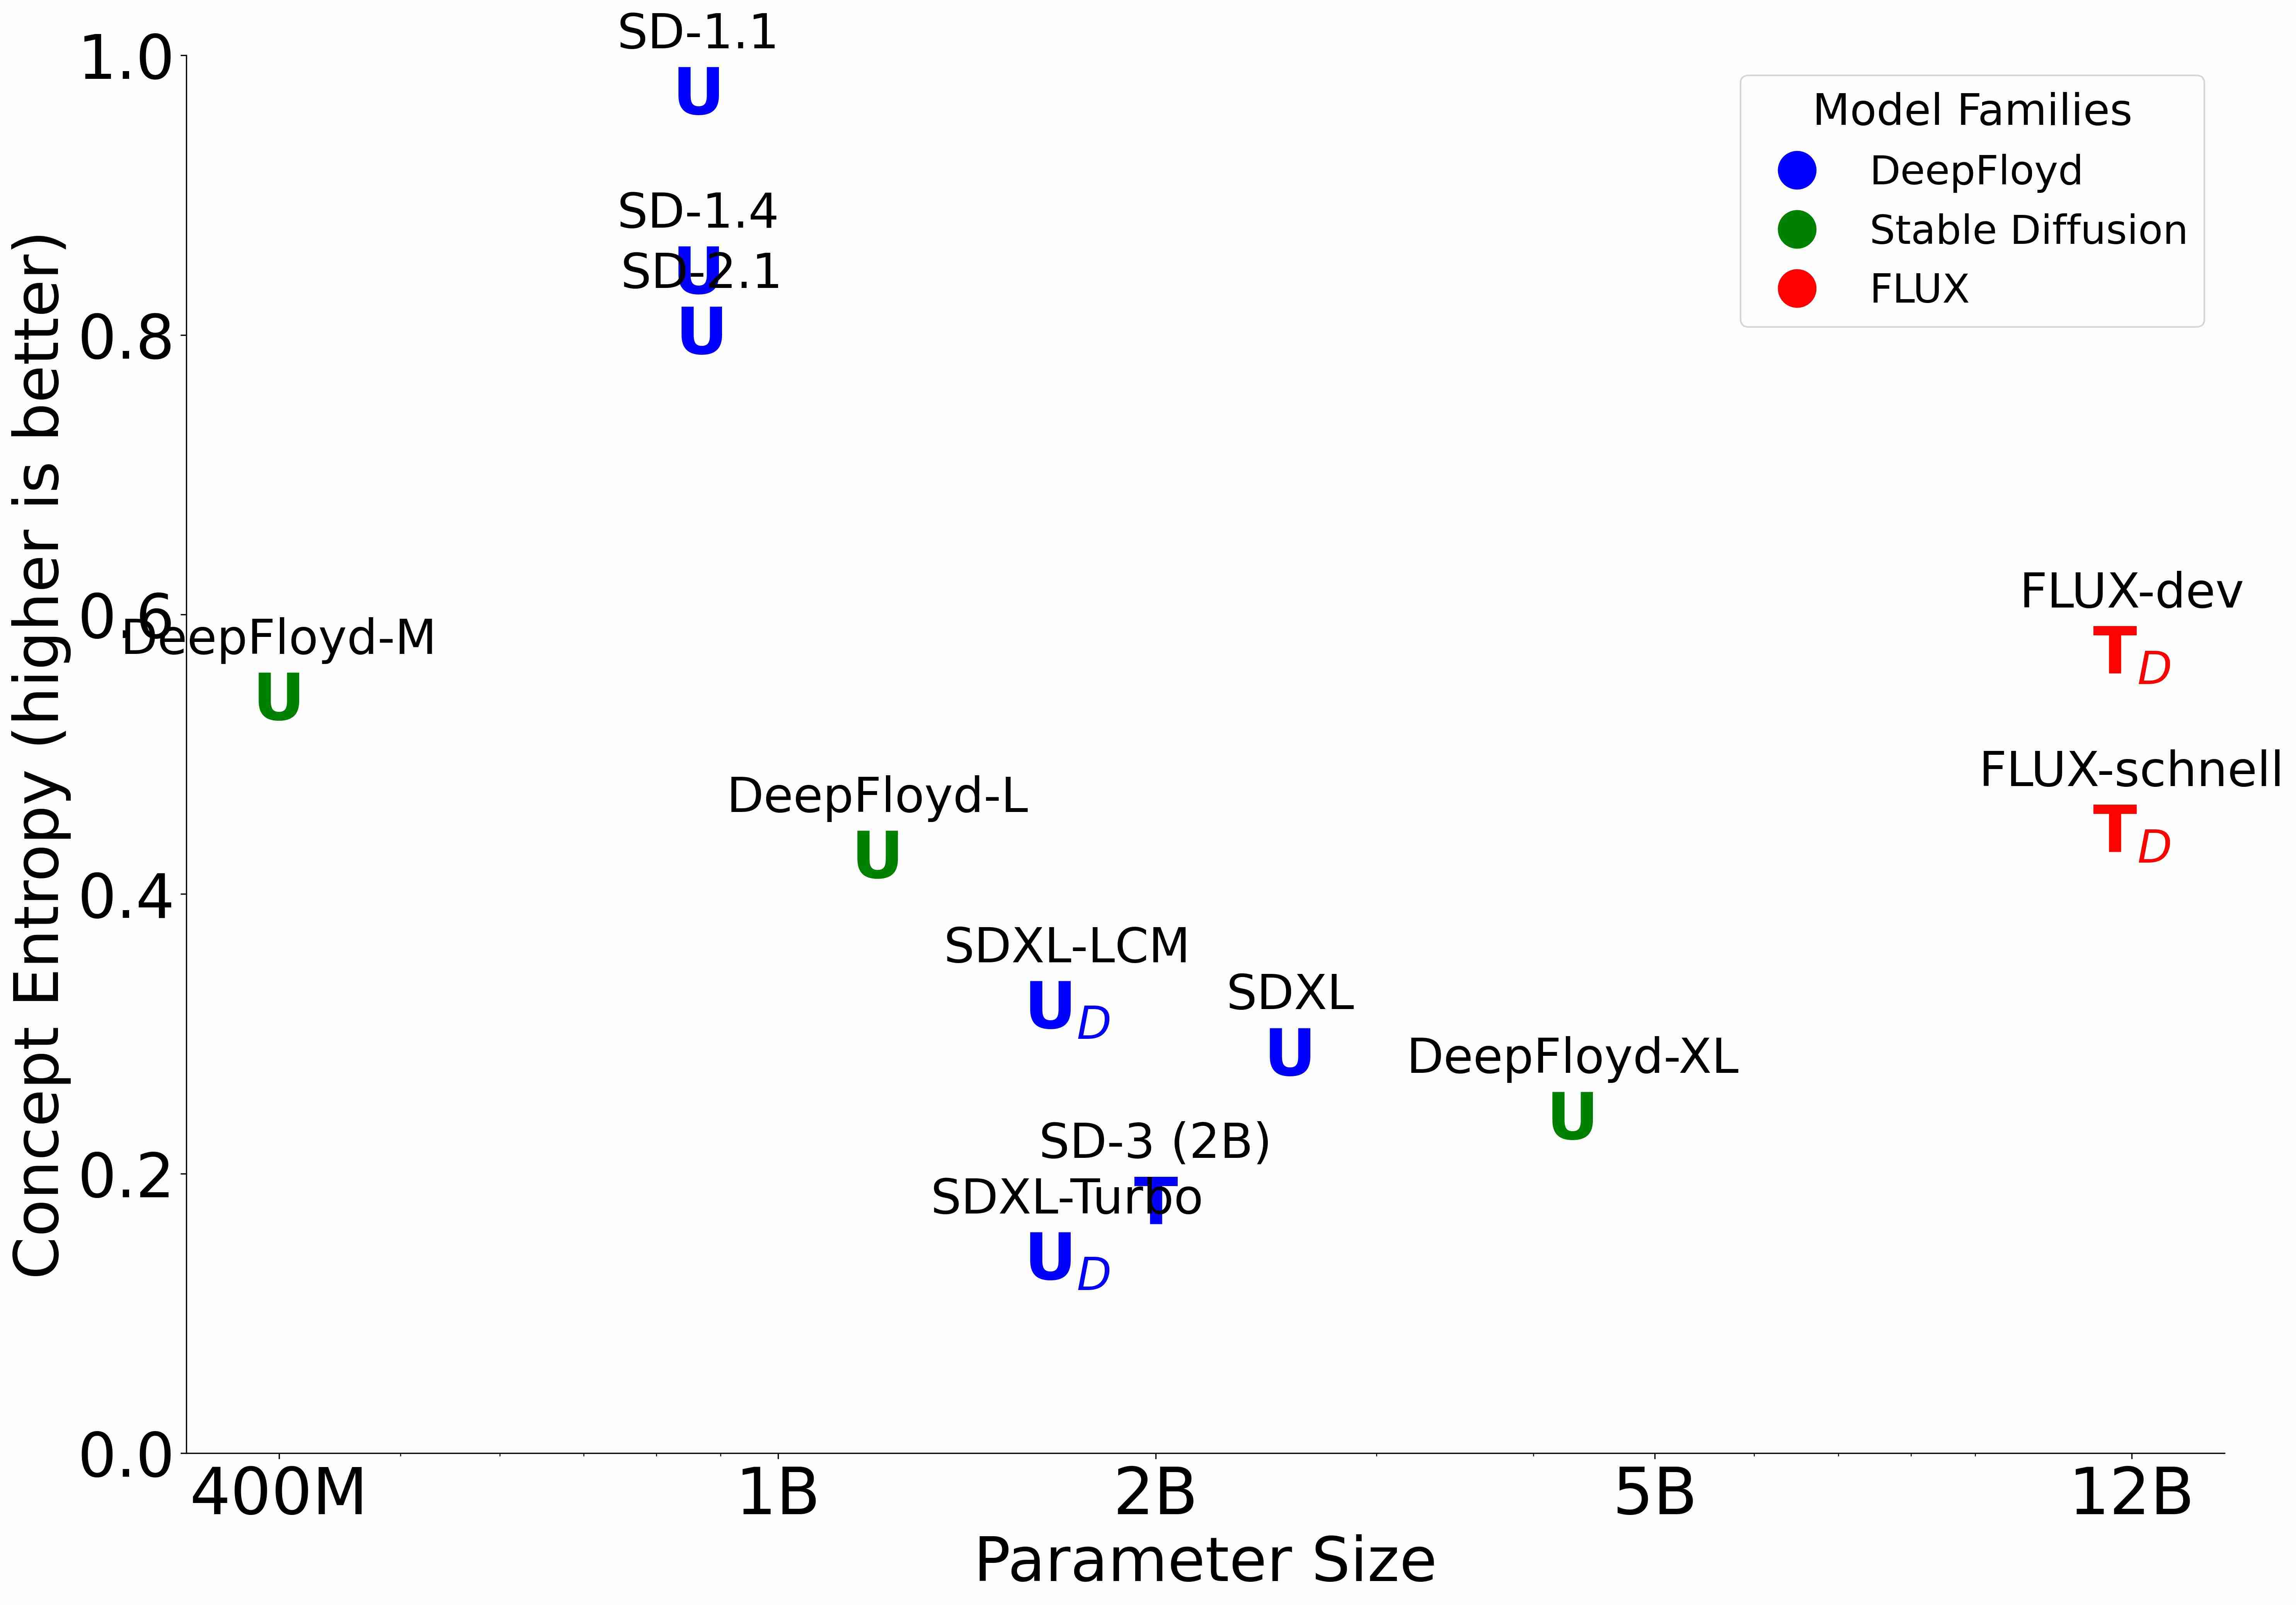 Concept Entropy (higher is better)
1.0
0.8
0.6
0.4
0.2
0.0
SD-1.1
U
SD-1.4
U
SD-2.1
U
Model Families
DeepFloyd
Stable Diffusion
FLUX
FLUX-dev
T_D
DeepFloyd-M
U
FLUX-schnell
T_D
DeepFloyd-L
U
SDXL-LCM
U_D
SDXL
U
DeepFloyd-XL
U
SD-3 (2B)
T
SDXL-Turbo
U_D
400M 1B 2B 5B 12B
Parameter Size